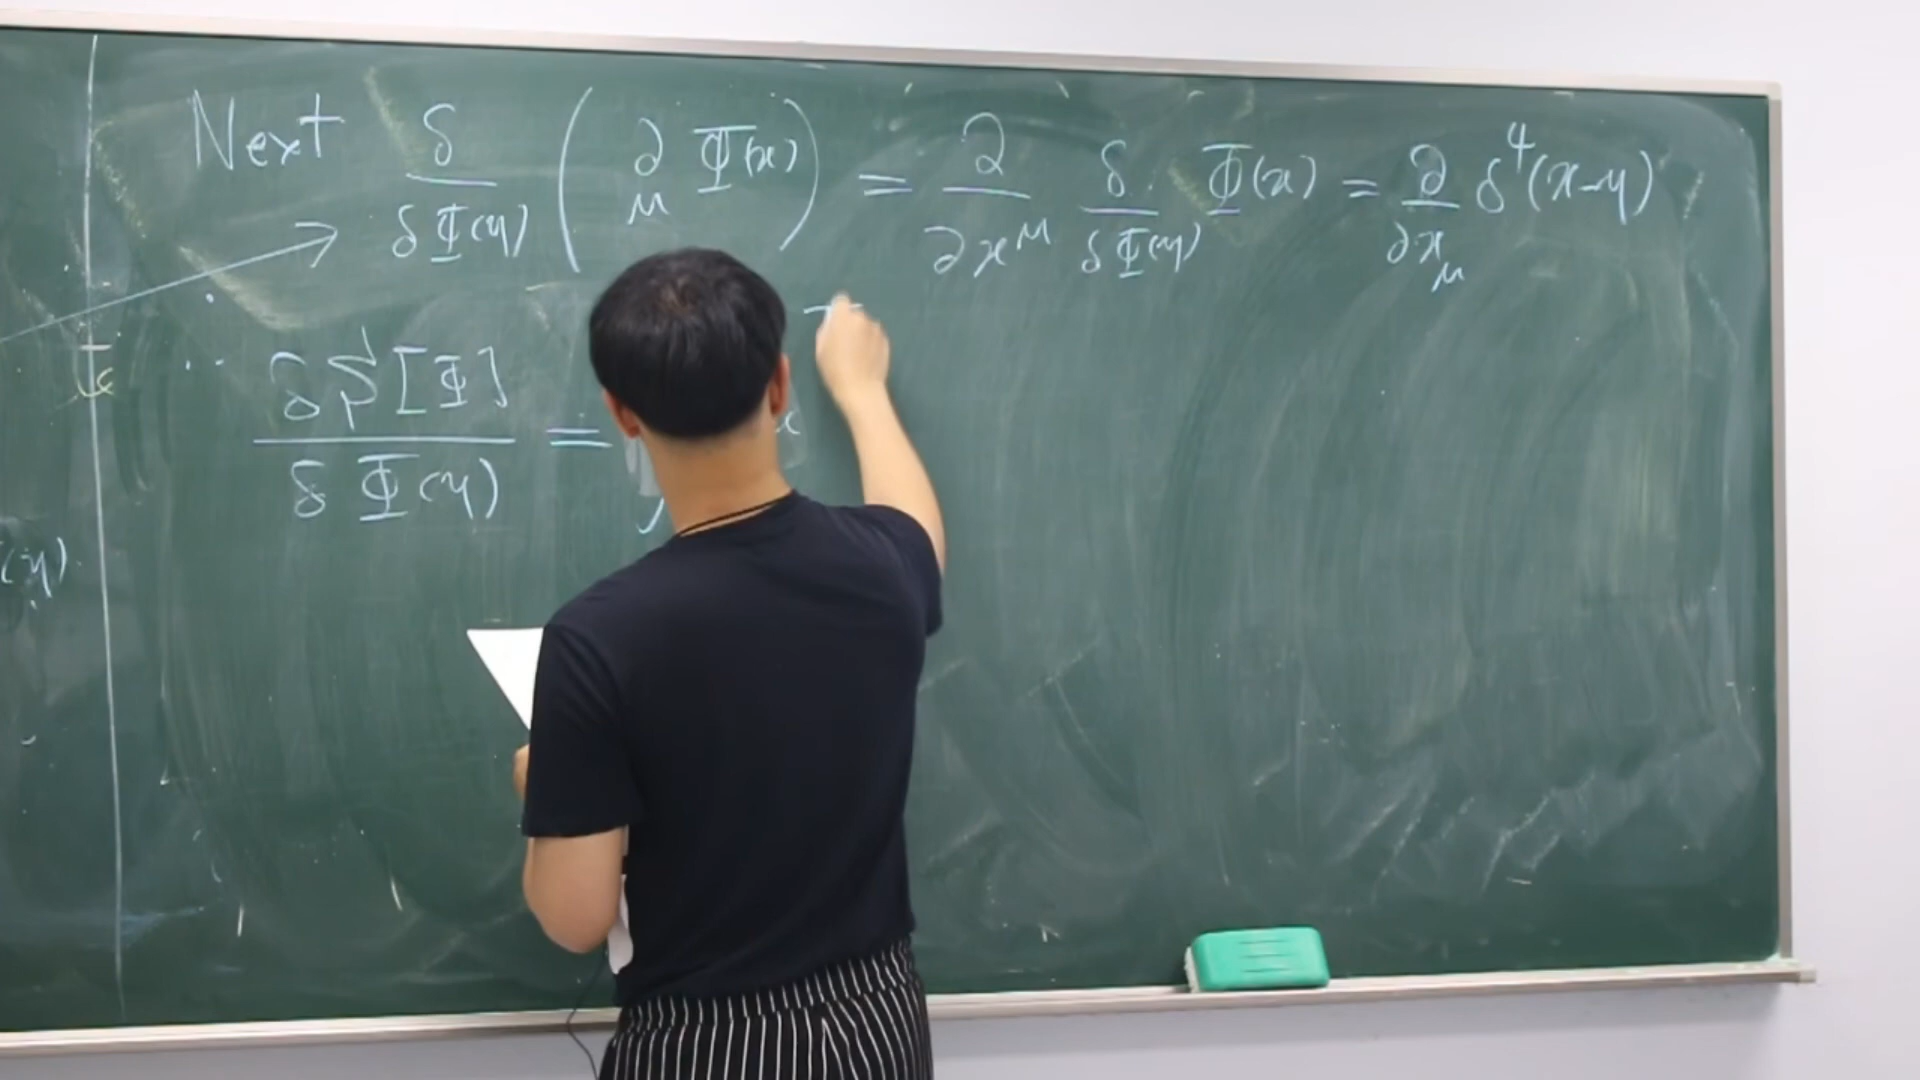 Next δ/δΦ(y) (∂_μ Φ(x)) = ∂/∂x^μ δ/δΦ(y) Φ(x) = ∂/∂x_μ δ^4(x-y)
∴ δS[Φ]/δΦ(y) = ∫
(y).